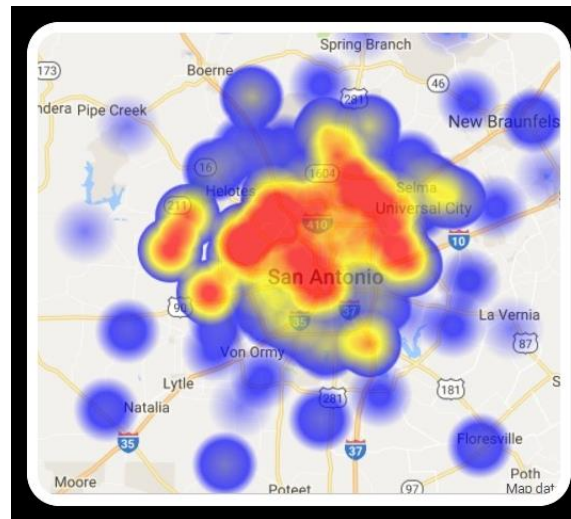 Spring Branch
Boerne
173
46
281
ndera
Pipe Creek
New Braunfels
16
1604
Helotes
Selma
211
Universal City
410
10
San Antonio
90
35
37
La Vernia
87
Von Ormy
Lytle
181
281
Natalia
35
37
Floresville
Moore
Poteet
97
Poth
Map dat